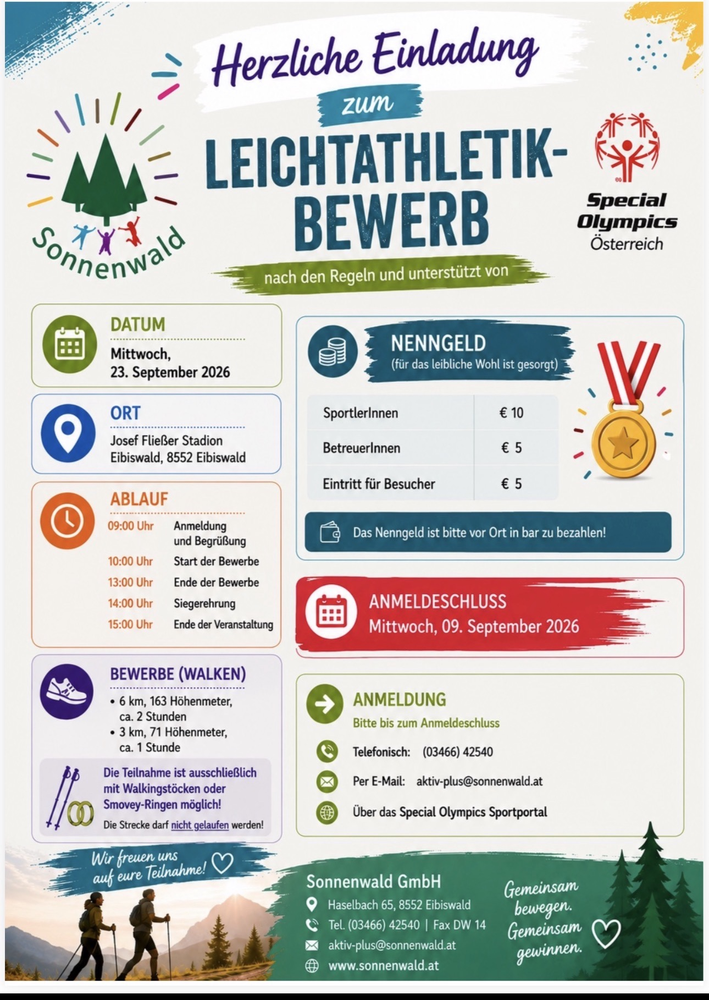 Herzliche Einladung
zum
LEICHTATHLETIK-
BEWERB
nach den Regeln und unterstützt von
Sonnenwald
Special
Olympics
Österreich
DATUM
Mittwoch,
23. September 2026
ORT
Josef Fließer Stadion
Eibiswald, 8552 Eibiswald
ABLAUF
09:00 Uhr Anmeldung
und Begrüßung
10:00 Uhr Start der Bewerbe
13:00 Uhr Ende der Bewerbe
14:00 Uhr Siegerehrung
15:00 Uhr Ende der Veranstaltung
BEWERBE (WALKEN)
• 6 km, 163 Höhenmeter,
ca. 2 Stunden
• 3 km, 71 Höhenmeter,
ca. 1 Stunde
Die Teilnahme ist ausschließlich
mit Walkingstöcken oder
Smovey-Ringen möglich!
Die Strecke darf nicht gelaufen werden!
Wir freuen uns
auf eure Teilnahme!
NENNGELD
(für das leibliche Wohl ist gesorgt)
SportlerInnen € 10
BetreuerInnen € 5
Eintritt für Besucher € 5
Das Nenngeld ist bitte vor Ort in bar zu bezahlen!
ANMELDESCHLUSS
Mittwoch, 09. September 2026
ANMELDUNG
Bitte bis zum Anmeldeschluss
Telefonisch: (03466) 42540
Per E-Mail: aktiv-plus@sonnenwald.at
Über das Special Olympics Sportportal
Sonnenwald GmbH
Haselbach 65, 8552 Eibiswald
Tel. (03466) 42540 | Fax DW 14
aktiv-plus@sonnenwald.at
www.sonnenwald.at
Gemeinsam
bewegen.
Gemeinsam
gewinnen.